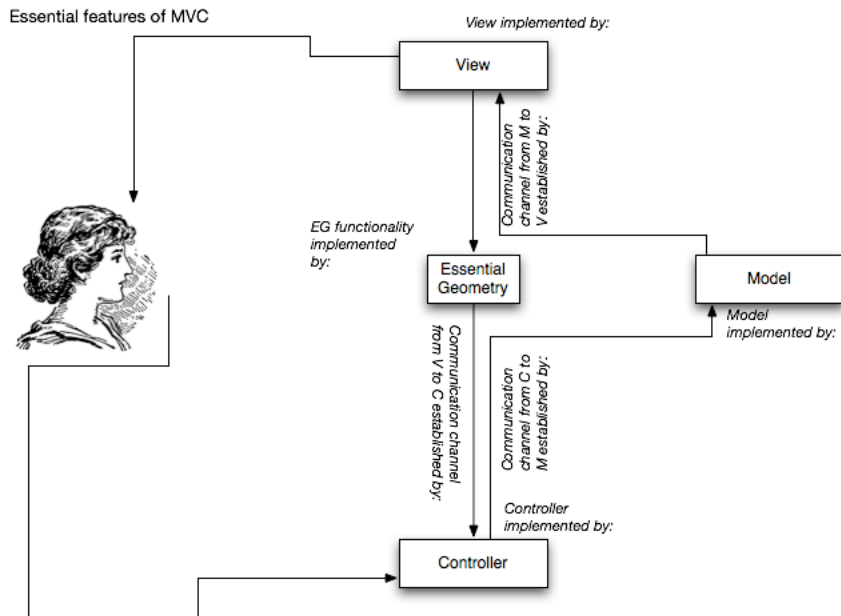 Essential features of MVC
View implemented by:
View
Communication
channel from M to
V established by:
EG functionality
implemented
by:
Essential
Geometry
Model
Model
implemented by:
Communication channel
from V to C established by:
Communication
channel from C to
M established by:
Controller
implemented by:
Controller